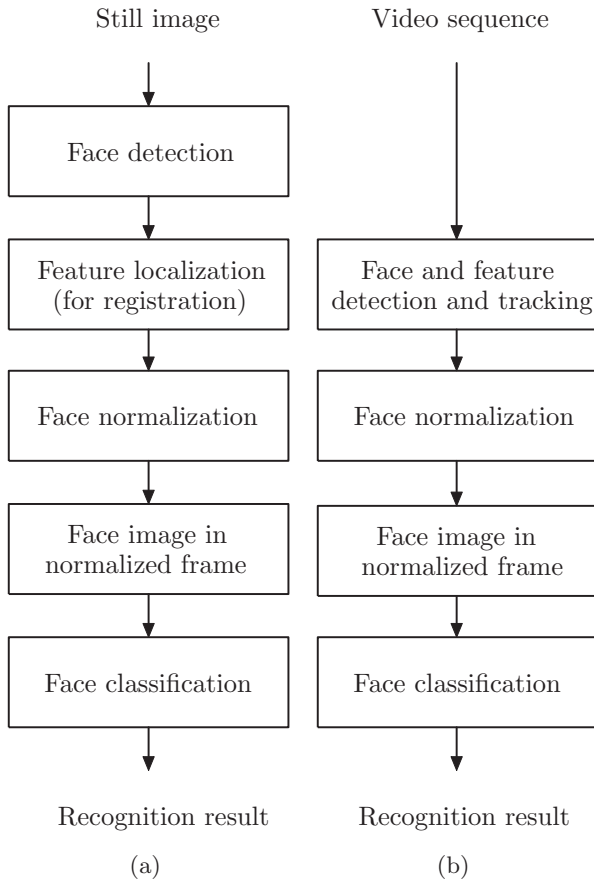 Still image
Face detection
Feature localization
(for registration)
Face normalization
Face image in
normalized frame
Face classification
Recognition result
(a)
Video sequence
Face and feature
detection and tracking
Face normalization
Face image in
normalized frame
Face classification
Recognition result
(b)